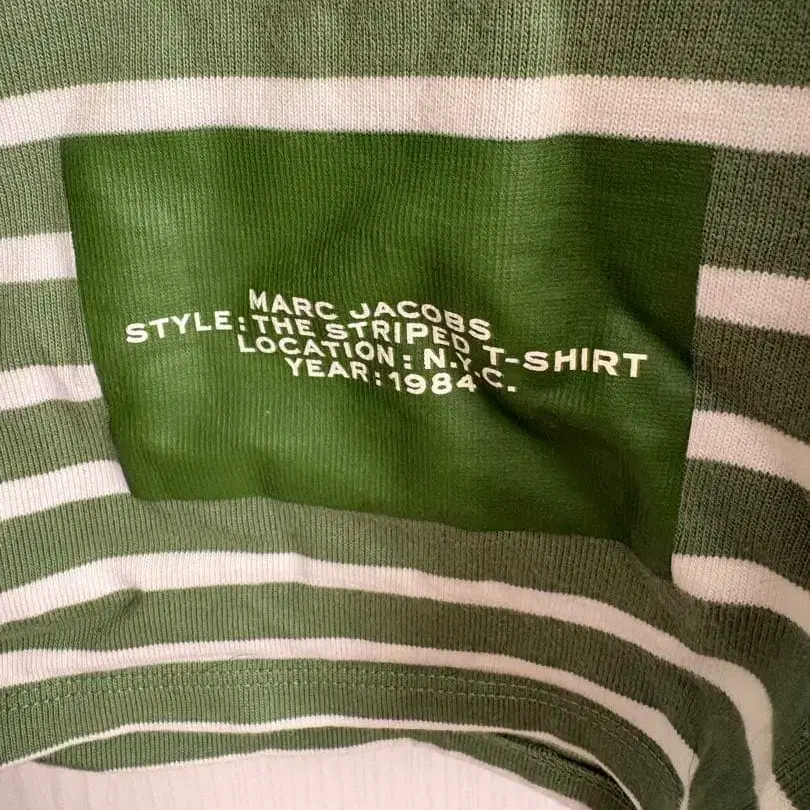 MARC JACOBS
STYLE: THE STRIPED T-SHIRT
LOCATION: N.Y.C.
YEAR: 1984